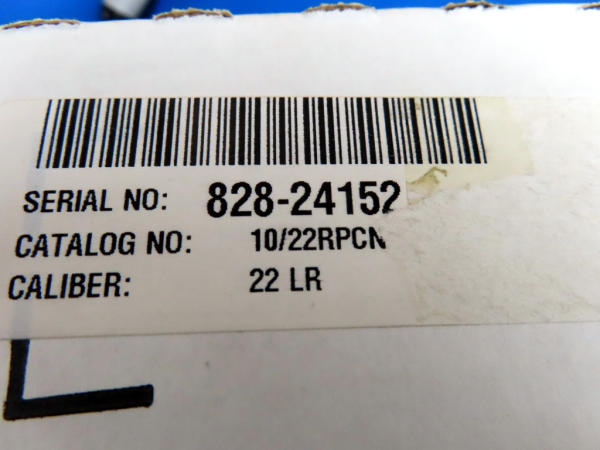 SERIAL NO: 828-24152
CATALOG NO: 10/22RPCN
CALIBER: 22 LR